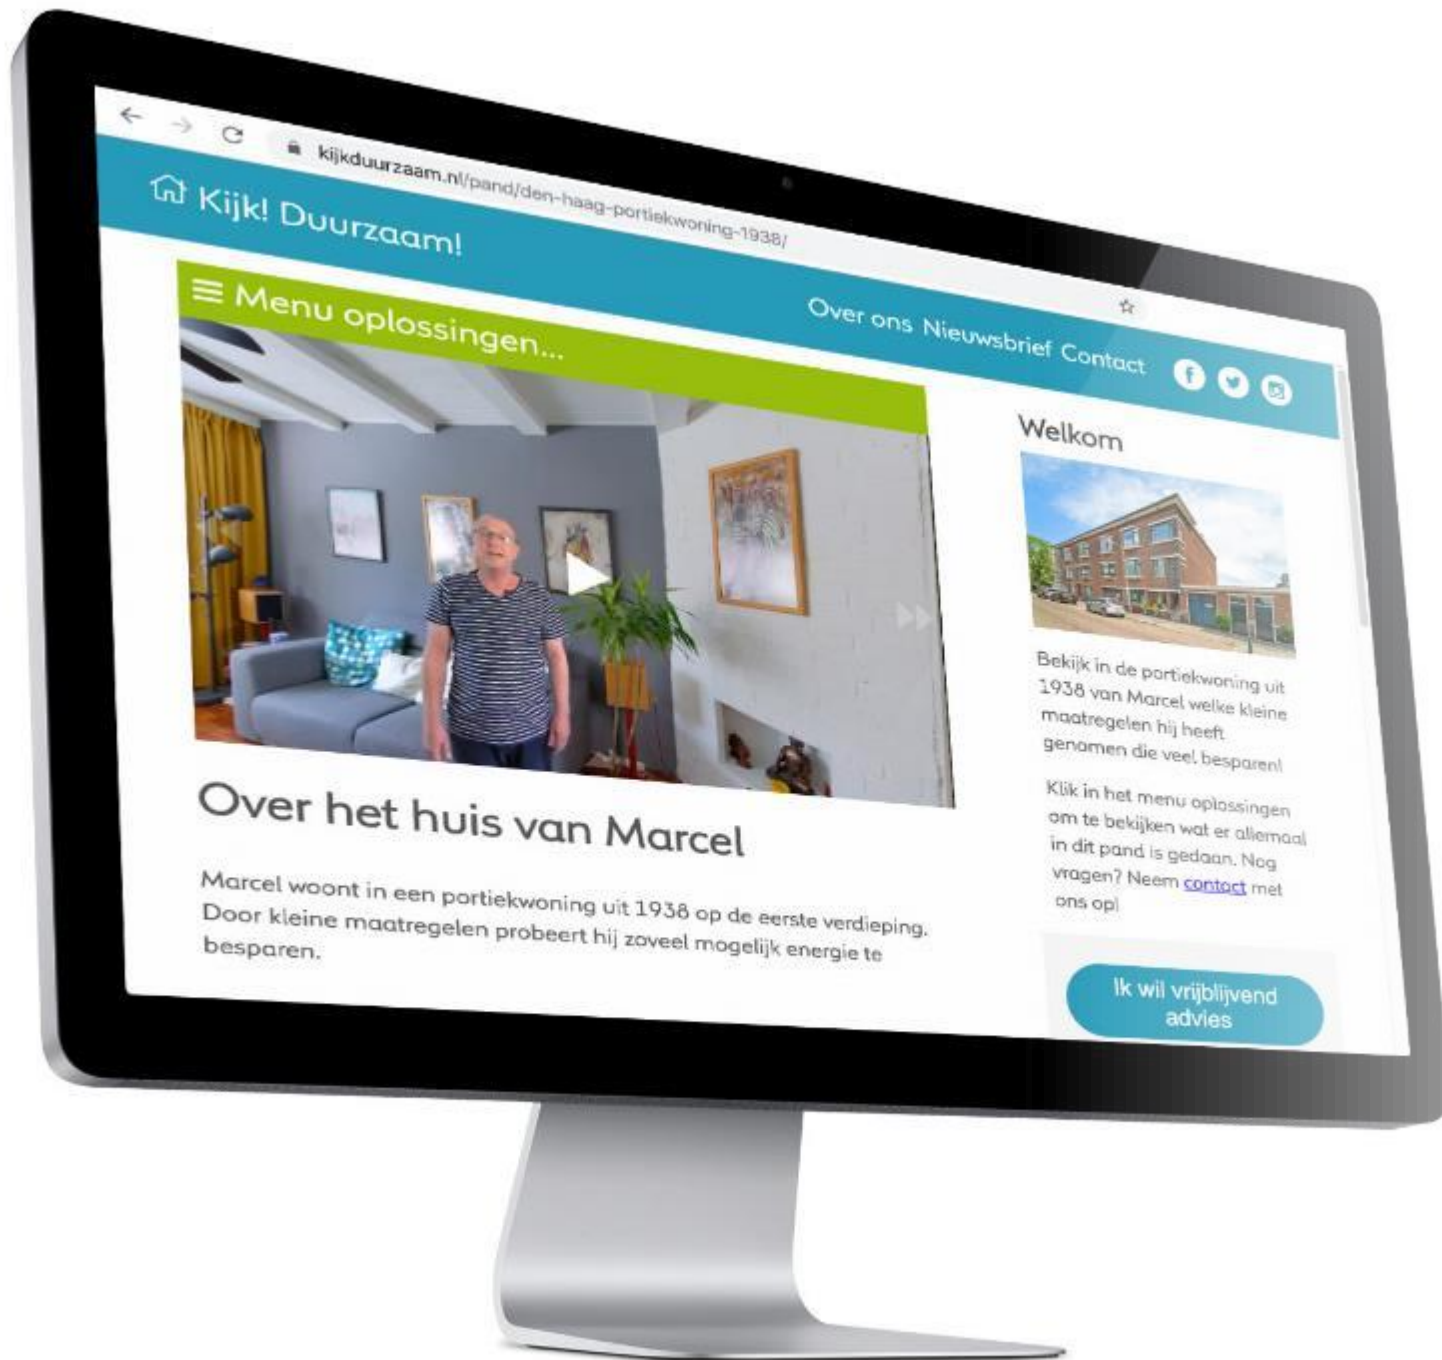 kijkduurzaam.nl/pand/den-haag-portiekwoning-1938/
Kijk! Duurzaam!
Over ons Nieuwsbrief Contact
Menu oplossingen...
Over het huis van Marcel
Marcel woont in een portiekwoning uit 1938 op de eerste verdieping.
Door kleine maatregelen probeert hij zoveel mogelijk energie te
besparen.
Welkom
Bekijk in de portiekwoning uit
1938 van Marcel welke kleine
maatregelen hij heeft
genomen die veel besparen!
Klik in het menu oplossingen
om te bekijken wat er allemaal
in dit pand is gedaan. Nog
vragen? Neem contact met
ons op!
Ik wil vrijblijvend
advies